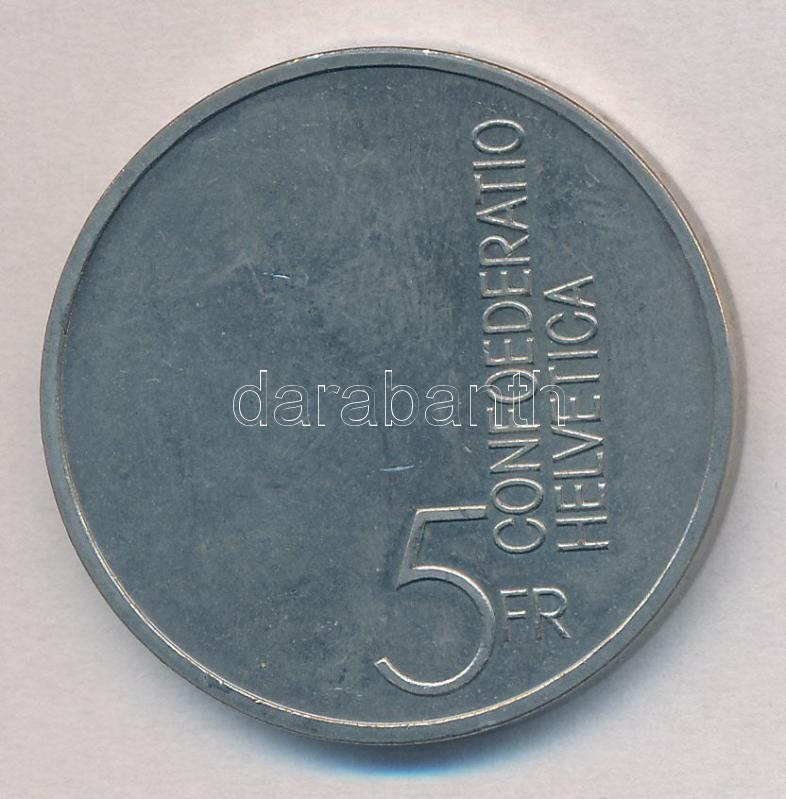 CONFOEDERATIO
HELVETICA
5 FR
darabanth